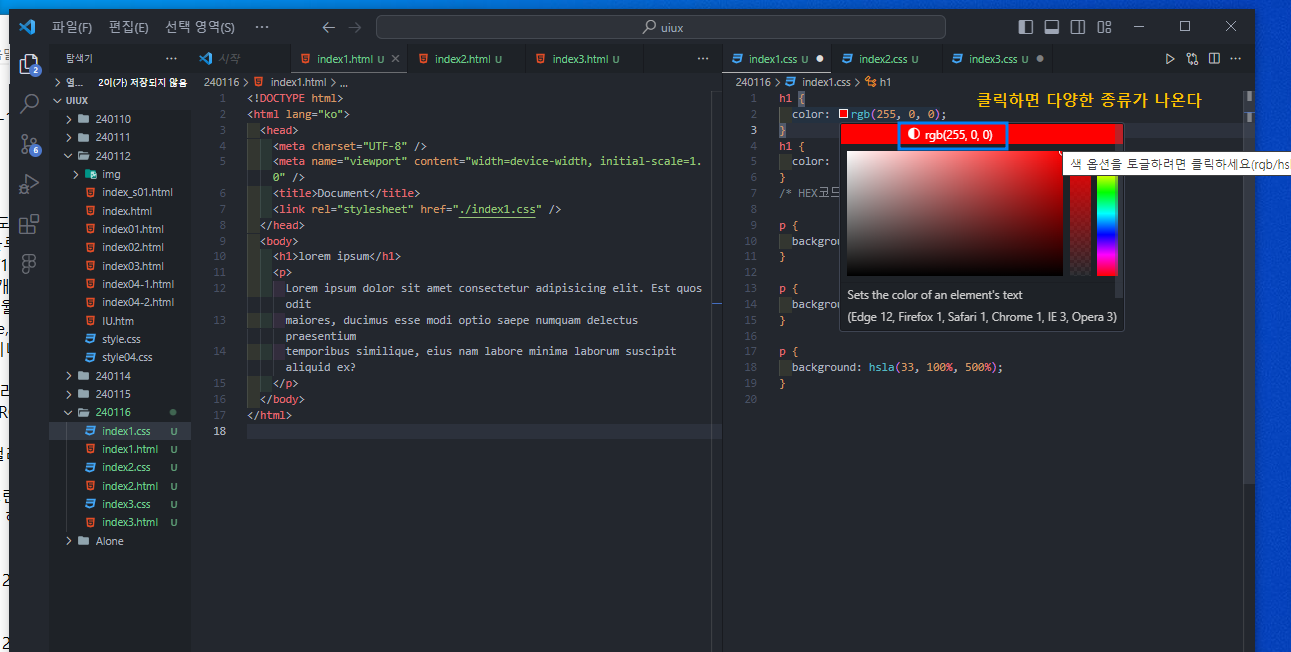 파일(F) 편집(E) 선택 영역(S) ··· uiux
탐색기 ···
시작 index1.html U index2.html U index3.html U ···
index1.css U index2.css U index3.css U ···
열... 2이(가) 저장되지 않음
UIUX
240110
240111
240112
img
index_s01.html
index.html
index01.html
index02.html
index03.html
index04-1.html
index04-2.html
IU.htm
style.css
style04.css
240114
240115
240116
index1.css U
index1.html U
index2.css U
index2.html U
index3.css U
index3.html U
Alone
2
6
240116 > index1.html > ...
1 <!DOCTYPE html>
2 <html lang="ko">
3 <head>
4 <meta charset="UTF-8" />
5 <meta name="viewport" content="width=device-width, initial-scale=1.
0" />
6 <title>Document</title>
7 <link rel="stylesheet" href="./index1.css" />
8 </head>
9 <body>
10 <h1>lorem ipsum</h1>
11 <p>
12 Lorem ipsum dolor sit amet consectetur adipisicing elit. Est quos
odit
13 maiores, ducimus esse modi optio saepe numquam delectus
praesentium
14 temporibus similique, eius nam labore minima laborum suscipit
aliquid ex?
15 </p>
16 </body>
17 </html>
18
240116 > index1.css > h1
클릭하면 다양한 종류가 나온다
1 h1 {
2 color: rgb(255, 0, 0);
3 }
4 h1 {
5 color:
6 }
7 /* HEX코드
8
9 p {
10 backgrou
11 }
12
13 p {
14 backgrou
15 }
16
17 p {
18 background: hsla(33, 100%, 500%);
19 }
20
rgb(255, 0, 0)
색 옵션을 토글하려면 클릭하세요(rgb/hsl
Sets the color of an element's text
(Edge 12, Firefox 1, Safari 1, Chrome 1, IE 3, Opera 3)